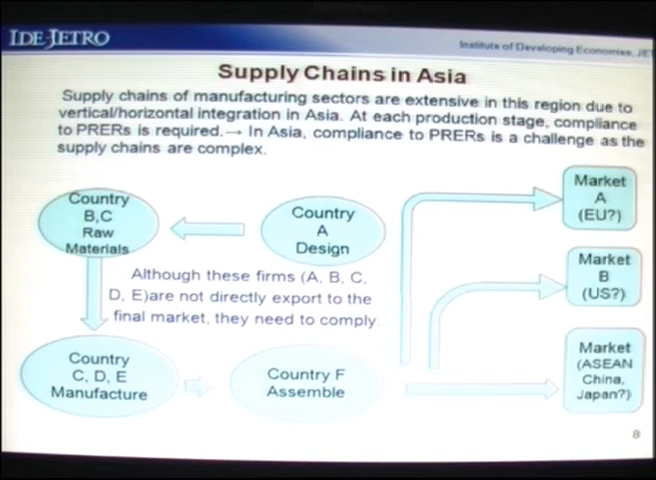 IDE-JETRO
Institute of Developing Economies, JE
Supply Chains in Asia
Supply chains of manufacturing sectors are extensive in this region due to
vertical/horizontal integration in Asia. At each production stage, compliance
to PRERs is required.→ In Asia, compliance to PRERs is a challenge as the
supply chains are complex.
Country
B,C
Raw
Materials
Country
A
Design
Market
A
(EU?)
Although these firms (A, B, C,
D, E)are not directly export to the
final market, they need to comply
Market
B
(US?)
Country
C, D, E
Manufacture
Country F
Assemble
Market
(ASEAN
China,
Japan?)
8